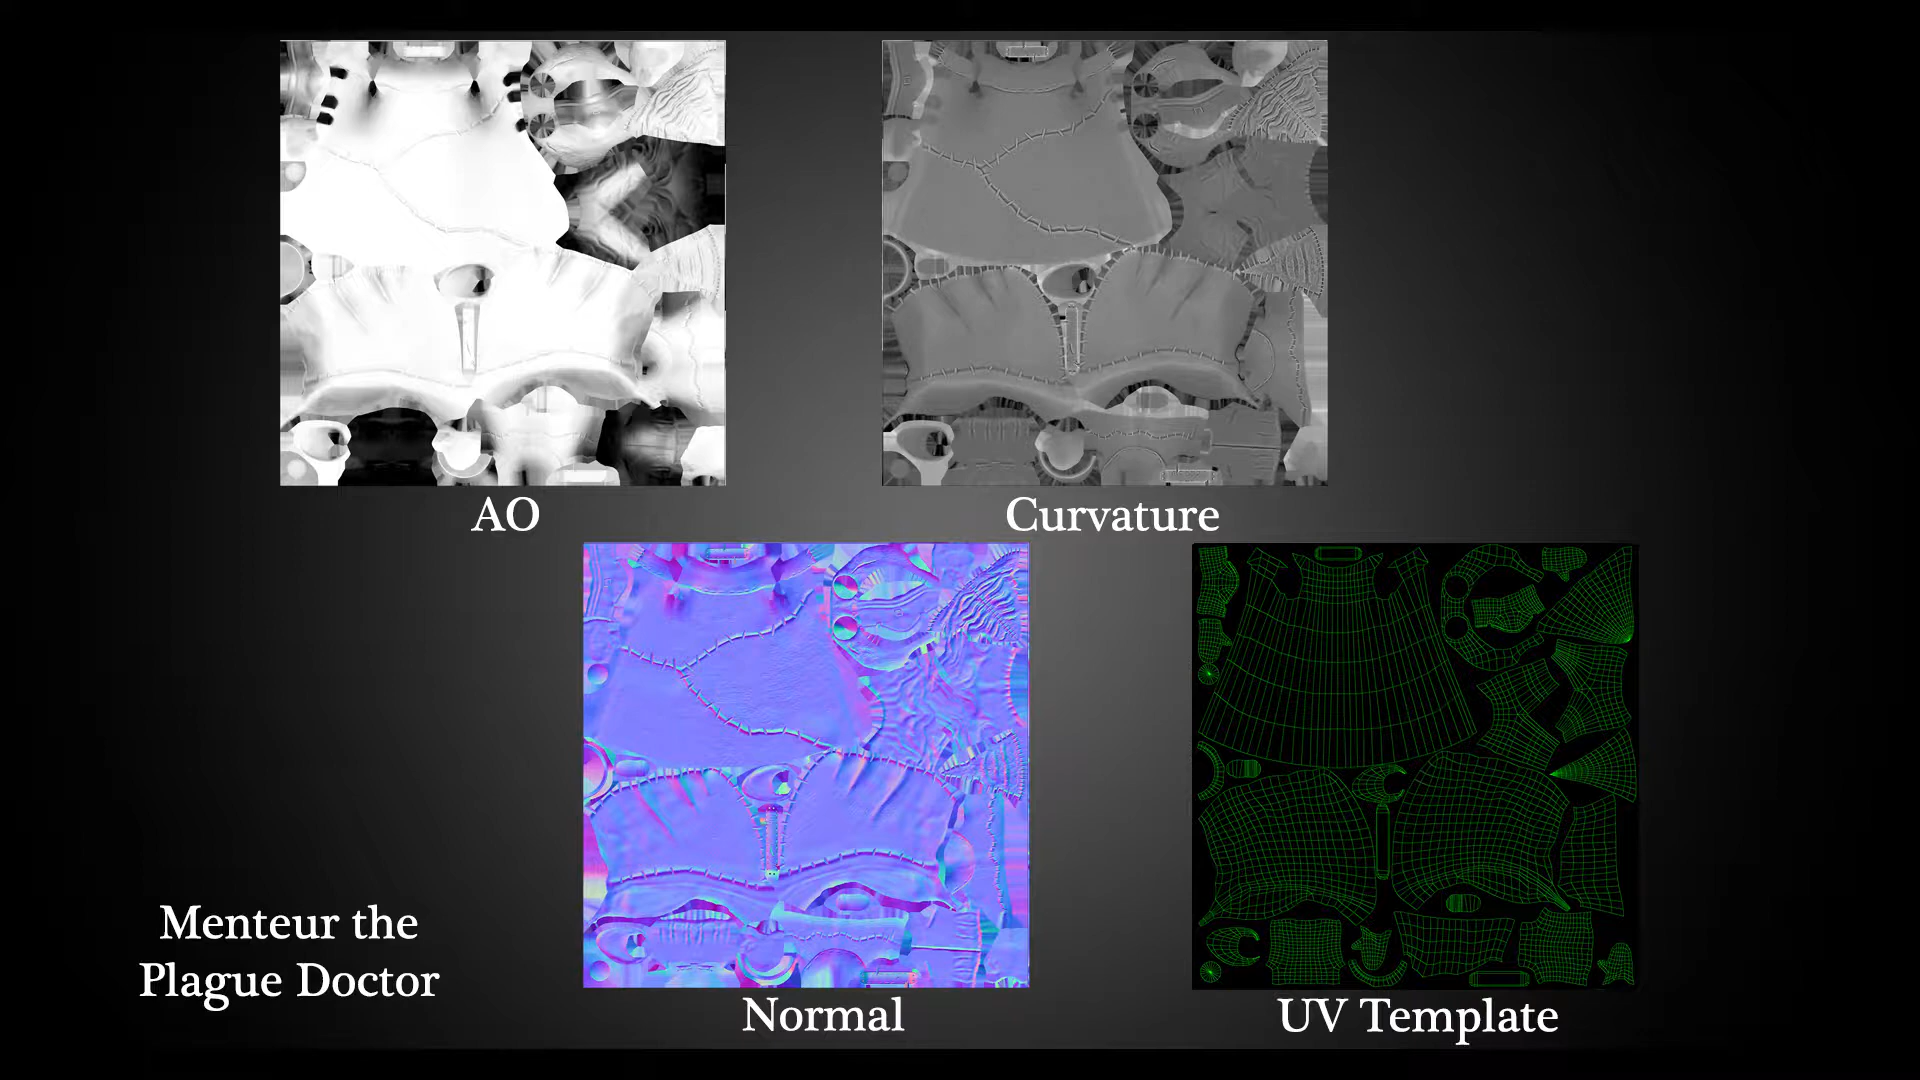 AO
Curvature
Normal
UV Template
Menteur the
Plague Doctor